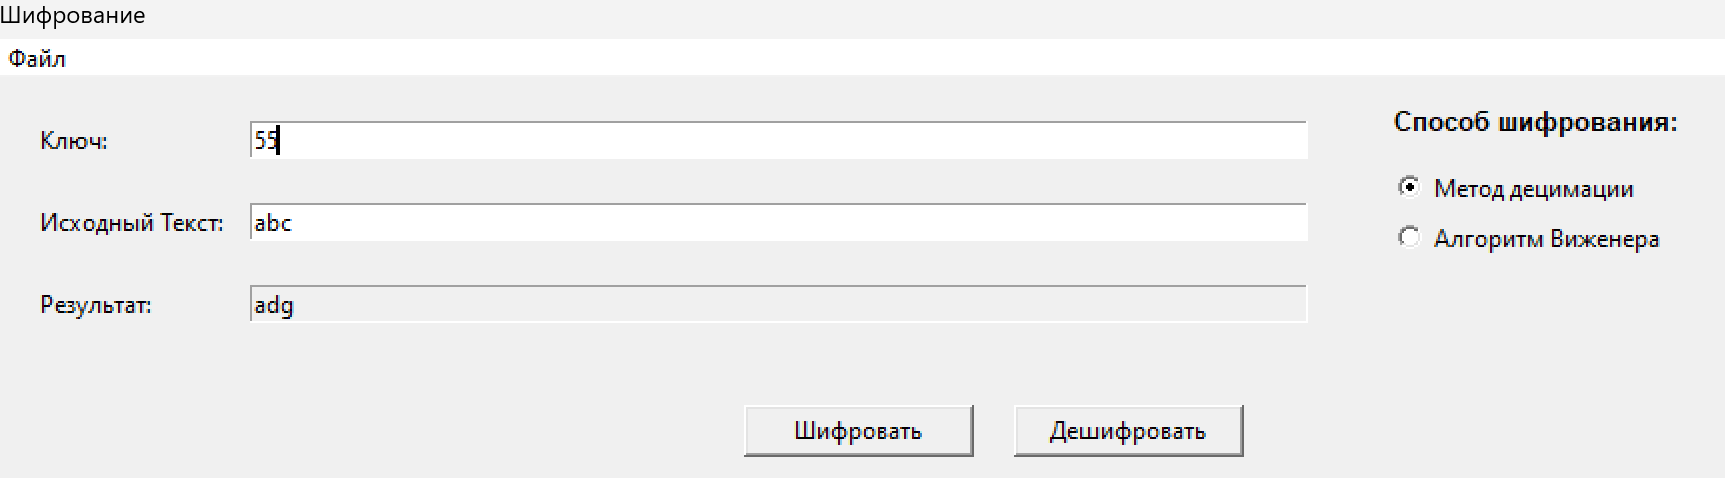 Шифрование
Файл
Ключ: 55
Исходный Текст: abc
Результат: adg
Способ шифрования:
Метод децимации
Алгоритм Виженера
Шифровать Дешифровать